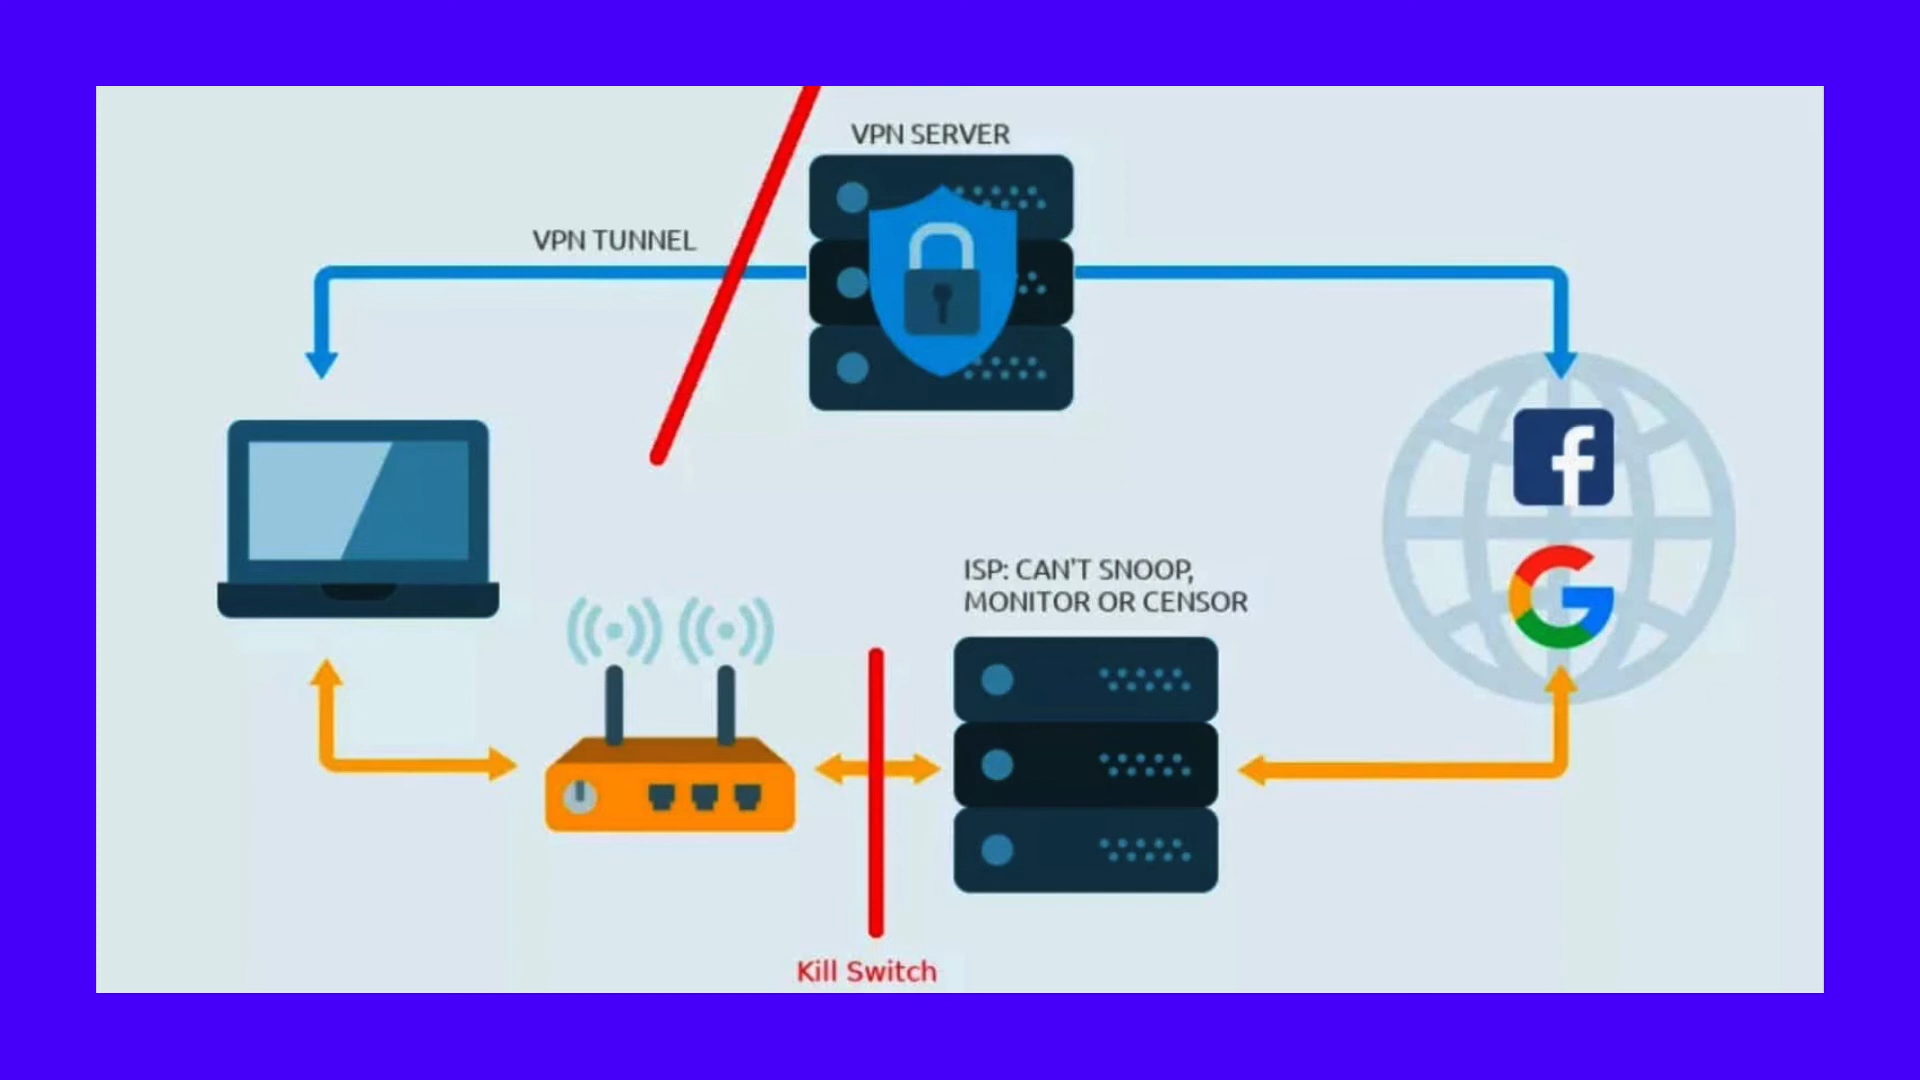 VPN SERVER
VPN TUNNEL
ISP: CAN'T SNOOP,
MONITOR OR CENSOR
Kill Switch